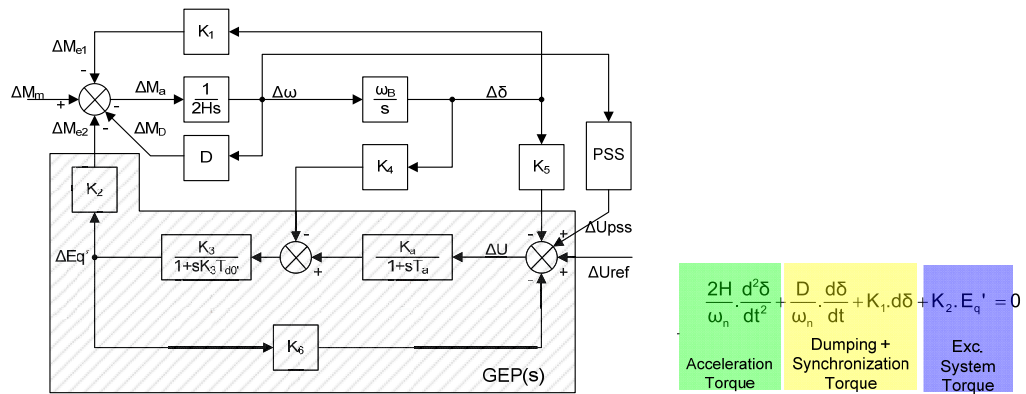 K₁
ΔMe1
-
ΔMm
+
ΔMa
-
1
2Hs
Δω
ωB
s
Δδ
ΔMe2
-
ΔMD
D
K₄
K₅
PSS
K₂
-
-
+
ΔUpss
ΔEq'
K₃
1+sK₃Td0'
+
Ka
1+sTa
ΔU
+
-
ΔUref
K₆
GEP(s)
2H/ωn . d²δ/dt² + D/ωn . dδ/dt + K₁.dδ + K₂.Eq' = 0
Acceleration
Torque
Dumping +
Synchronization
Torque
Exc.
System
Torque